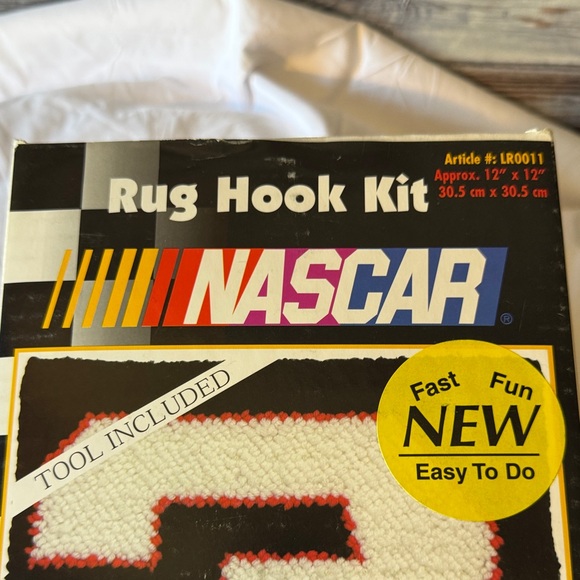 Article #: LR0011
Rug Hook Kit
Approx. 12" x 12"
30.5 cm x 30.5 cm
NASCAR®
TOOL INCLUDED
Fast Fun
NEW
Easy To Do